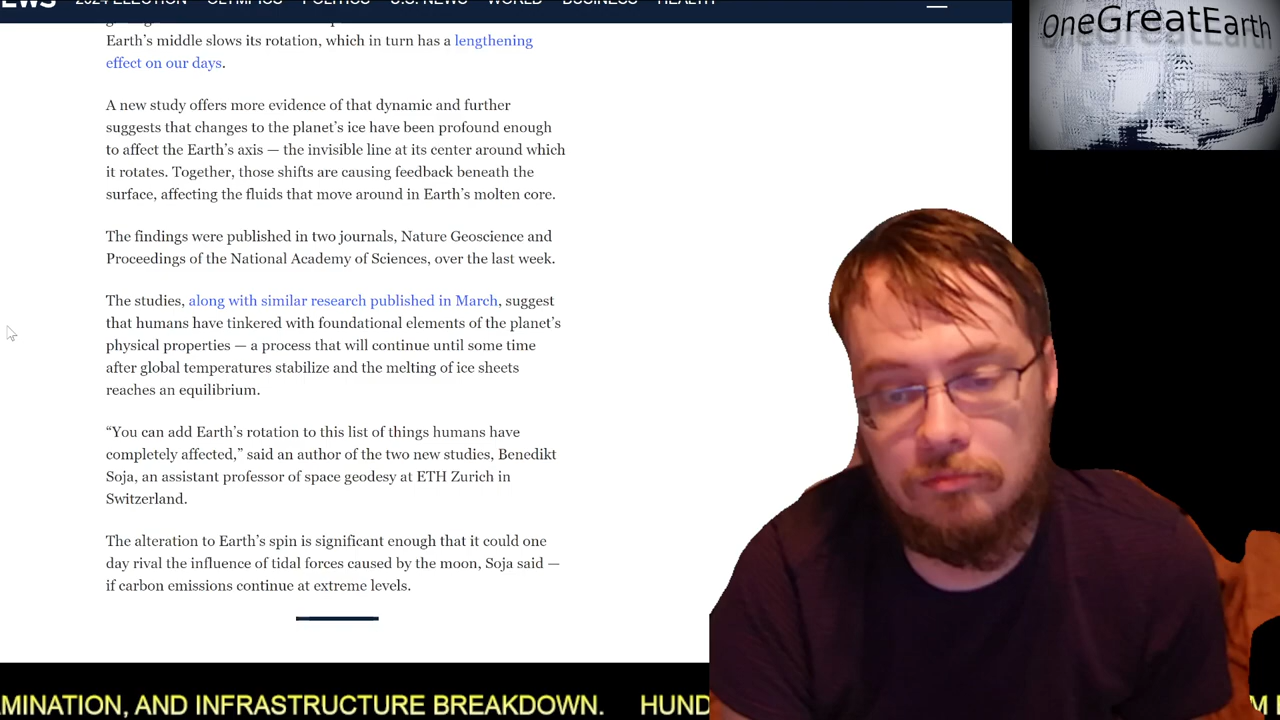 2024 ELECTION OLYMPICS POLITICS U.S. NEWS WORLD BUSINESS HEALTH
OneGreatEarth
Earth’s middle slows its rotation, which in turn has a lengthening
effect on our days.
A new study offers more evidence of that dynamic and further
suggests that changes to the planet’s ice have been profound enough
to affect the Earth’s axis — the invisible line at its center around which
it rotates. Together, those shifts are causing feedback beneath the
surface, affecting the fluids that move around in Earth’s molten core.
The findings were published in two journals, Nature Geoscience and
Proceedings of the National Academy of Sciences, over the last week.
The studies, along with similar research published in March, suggest
that humans have tinkered with foundational elements of the planet’s
physical properties — a process that will continue until some time
after global temperatures stabilize and the melting of ice sheets
reaches an equilibrium.
“You can add Earth’s rotation to this list of things humans have
completely affected,” said an author of the two new studies, Benedikt
Soja, an assistant professor of space geodesy at ETH Zurich in
Switzerland.
The alteration to Earth’s spin is significant enough that it could one
day rival the influence of tidal forces caused by the moon, Soja said —
if carbon emissions continue at extreme levels.
AMINATION, AND INFRASTRUCTURE BREAKDOWN. HUND